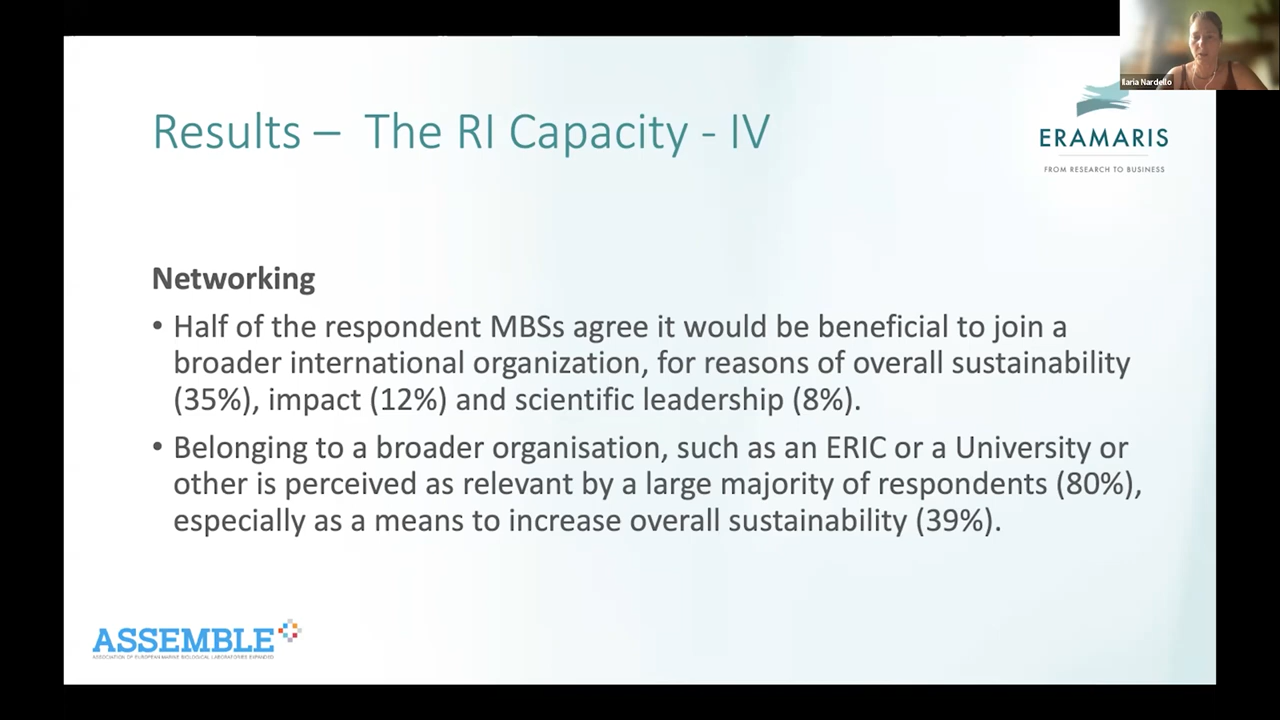 Ilaria Nardello
Results – The RI Capacity - IV
ERAMARIS
FROM RESEARCH TO BUSINESS
Networking
• Half of the respondent MBSs agree it would be beneficial to join a
broader international organization, for reasons of overall sustainability
(35%), impact (12%) and scientific leadership (8%).
• Belonging to a broader organisation, such as an ERIC or a University or
other is perceived as relevant by a large majority of respondents (80%),
especially as a means to increase overall sustainability (39%).
ASSEMBLE
ASSOCIATION OF EUROPEAN MARINE BIOLOGICAL LABORATORIES EXPANDED